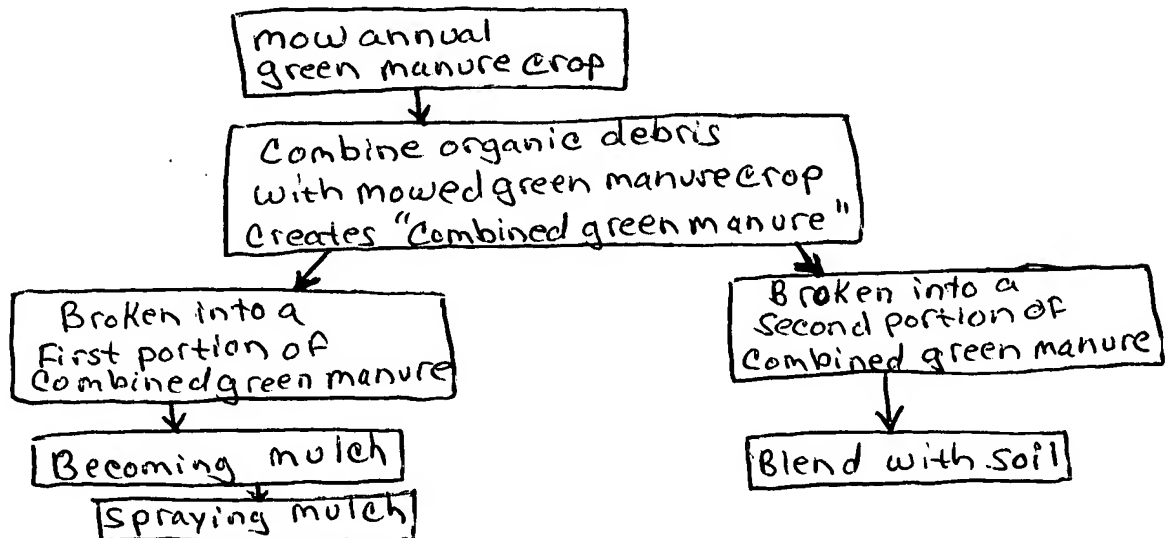 mow annual
green manure crop
Combine organic debris
with mowed green manure crop
Creates "Combined green manure"
Broken into a
First portion of
Combined green manure
Broken into a
Second portion of
Combined green manure
Becoming mulch
Spraying mulch
Blend with soil